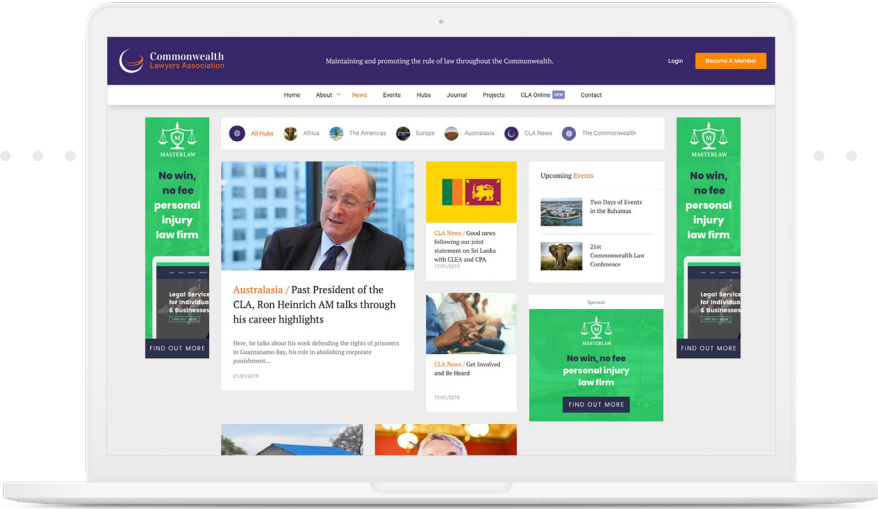 Commonwealth
Lawyers Association
Maintaining and promoting the rule of law throughout the Commonwealth.
Login
Become A Member
Home
About
News
Events
Hubs
Journal
Projects
CLA Online NEW
Contact
MASTERLAW
No win,
no fee
personal
injury
law firm
Legal Service
for Individua
& Businesses
FIND OUT MORE
FIND OUT MORE
All Hubs
Africa
The Americas
Europe
Australasia
CLA News
The Commonwealth
Australasia / Past President of the
CLA, Ron Heinrich AM talks through
his career highlights
Here, he talks about his work defending the rights of prisoners
in Guantanamo Bay, his role in abolishing corporate
punishment...
21/01/2019
CLA News / Good news
following our joint
statement on Sri Lanka
with CLEA and CPA
17/01/2019
CLA News / Get involved
and Be Heard
17/01/2019
Upcoming Events
Two Days of Events
in the Bahamas
21st
Commonwealth Law
Conference
Sponsor
MASTERLAW
No win, no fee
personal injury
law firm
FIND OUT MORE
MASTERLAW
No win,
no fee
personal
injury
law firm
Legal Service
for Individua
& Businesses
FIND OUT MORE
FIND OUT MORE